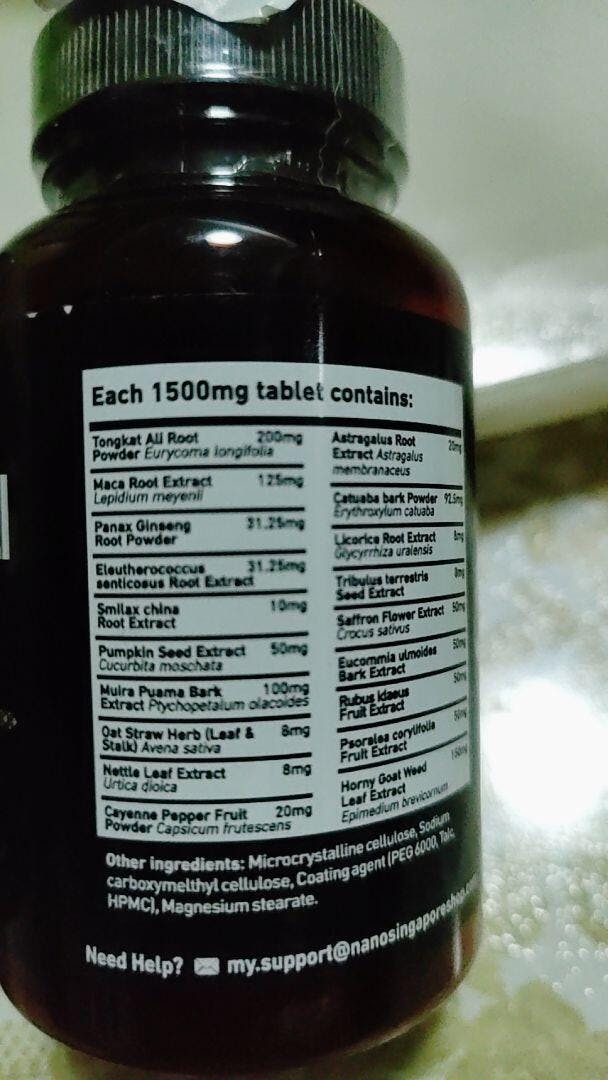 Each 1500mg tablet contains:
Tongkat Ali Root 200mg
Powder Eurycoma longifolia
Maca Root Extract 125mg
Lepidium meyenii
Panax Ginseng 31.25mg
Root Powder
Eleutherococcus 31.25mg
senticosus Root Extract
Smilax china 10mg
Root Extract
Pumpkin Seed Extract 50mg
Cucurbita moschata
Muira Puama Bark 100mg
Extract Ptychopetalum olacoides
Oat Straw Herb (Leaf & 8mg
Stalk) Avena sativa
Nettle Leaf Extract 8mg
Urtica dioica
Cayenne Pepper Fruit 20mg
Powder Capsicum frutescens
Astragalus Root 20mg
Extract Astragalus
membranaceus
Catuaba bark Powder 92.5mg
Erythroxylum catuaba
Licorice Root Extract 8mg
Glycyrrhiza uralensis
Tribulus terrestris 8mg
Seed Extract
Saffron Flower Extract 50mg
Crocus sativus
Eucommia ulmoides 50mg
Bark Extract
Rubus Idaeus 50mg
Fruit Extract
Psoralea corylifolia 50mg
Fruit Extract
Horny Goat Weed 150mg
Leaf Extract
Epimedium brevicornum
Other ingredients: Microcrystalline cellulose, Sodium
carboxymelthyl cellulose, Coating agent (PEG 6000, Talc,
HPMC), Magnesium stearate.
Need Help? my.support@nanosingaporeshop.com